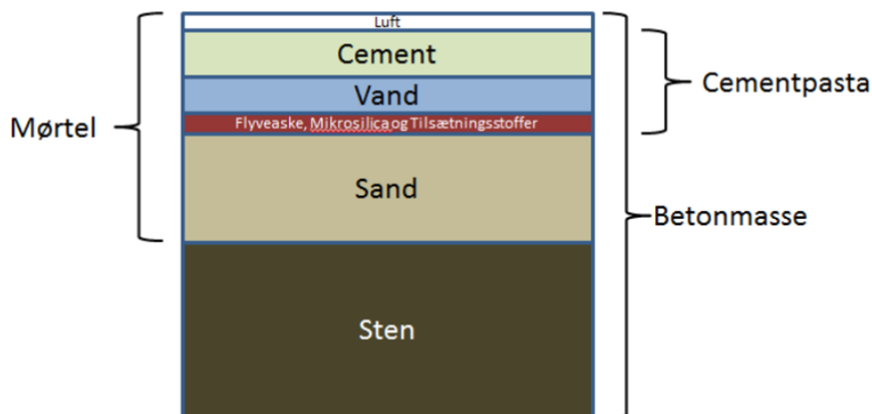 Luft
Cement
Cementpasta
Vand
Mørtel
Flyveaske, Mikrosilica og Tilsætningsstoffer
Sand
Betonmasse
Sten